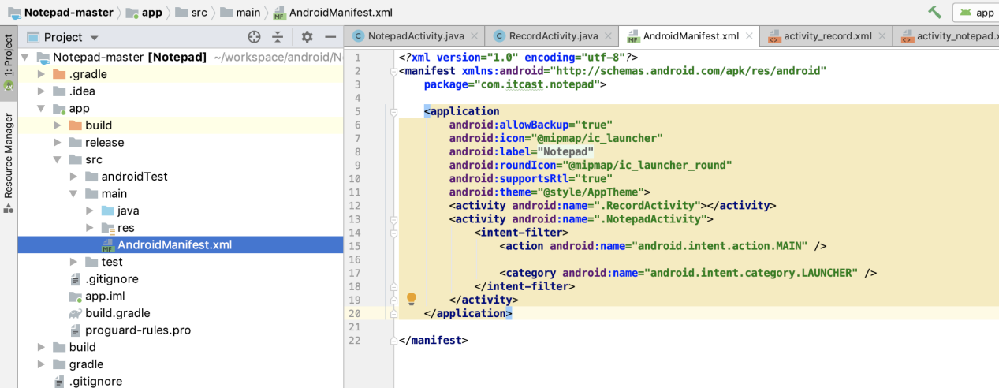 Notepad-master app src main AndroidManifest.xml app
1: Project
Resource Manager
Project
NotepadActivity.java RecordActivity.java AndroidManifest.xml activity_record.xml activity_notepad.x
Notepad-master [Notepad] ~/workspace/android/N
.gradle
.idea
app
build
release
src
androidTest
main
java
res
AndroidManifest.xml
test
.gitignore
app.iml
build.gradle
proguard-rules.pro
build
gradle
.gitignore
1 <?xml version="1.0" encoding="utf-8"?>
2 <manifest xmlns:android="http://schemas.android.com/apk/res/android"
3 package="com.itcast.notepad">
4
5 <application
6 android:allowBackup="true"
7 android:icon="@mipmap/ic_launcher"
8 android:label="Notepad"
9 android:roundIcon="@mipmap/ic_launcher_round"
10 android:supportsRtl="true"
11 android:theme="@style/AppTheme">
12 <activity android:name=".RecordActivity"></activity>
13 <activity android:name=".NotepadActivity">
14 <intent-filter>
15 <action android:name="android.intent.action.MAIN" />
16
17 <category android:name="android.intent.category.LAUNCHER" />
18 </intent-filter>
19 </activity>
20 </application>
21
22 </manifest>